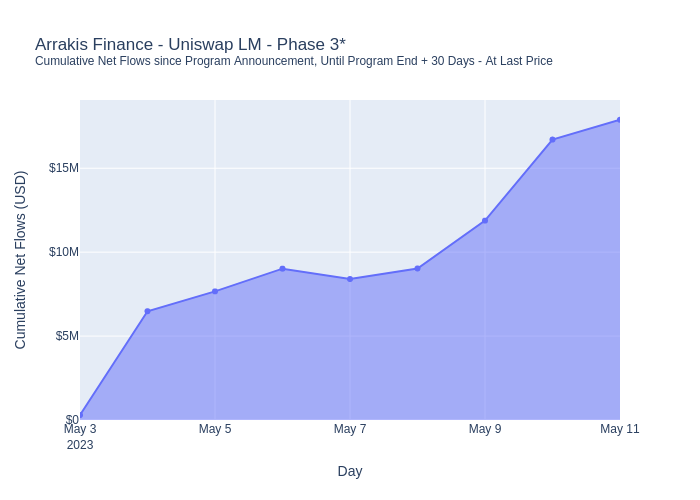 Arrakis Finance - Uniswap LM - Phase 3*
Cumulative Net Flows since Program Announcement, Until Program End + 30 Days - At Last Price
Cumulative Net Flows (USD)
$15M
$10M
$5M
$0
May 3
2023
May 5
May 7
May 9
May 11
Day